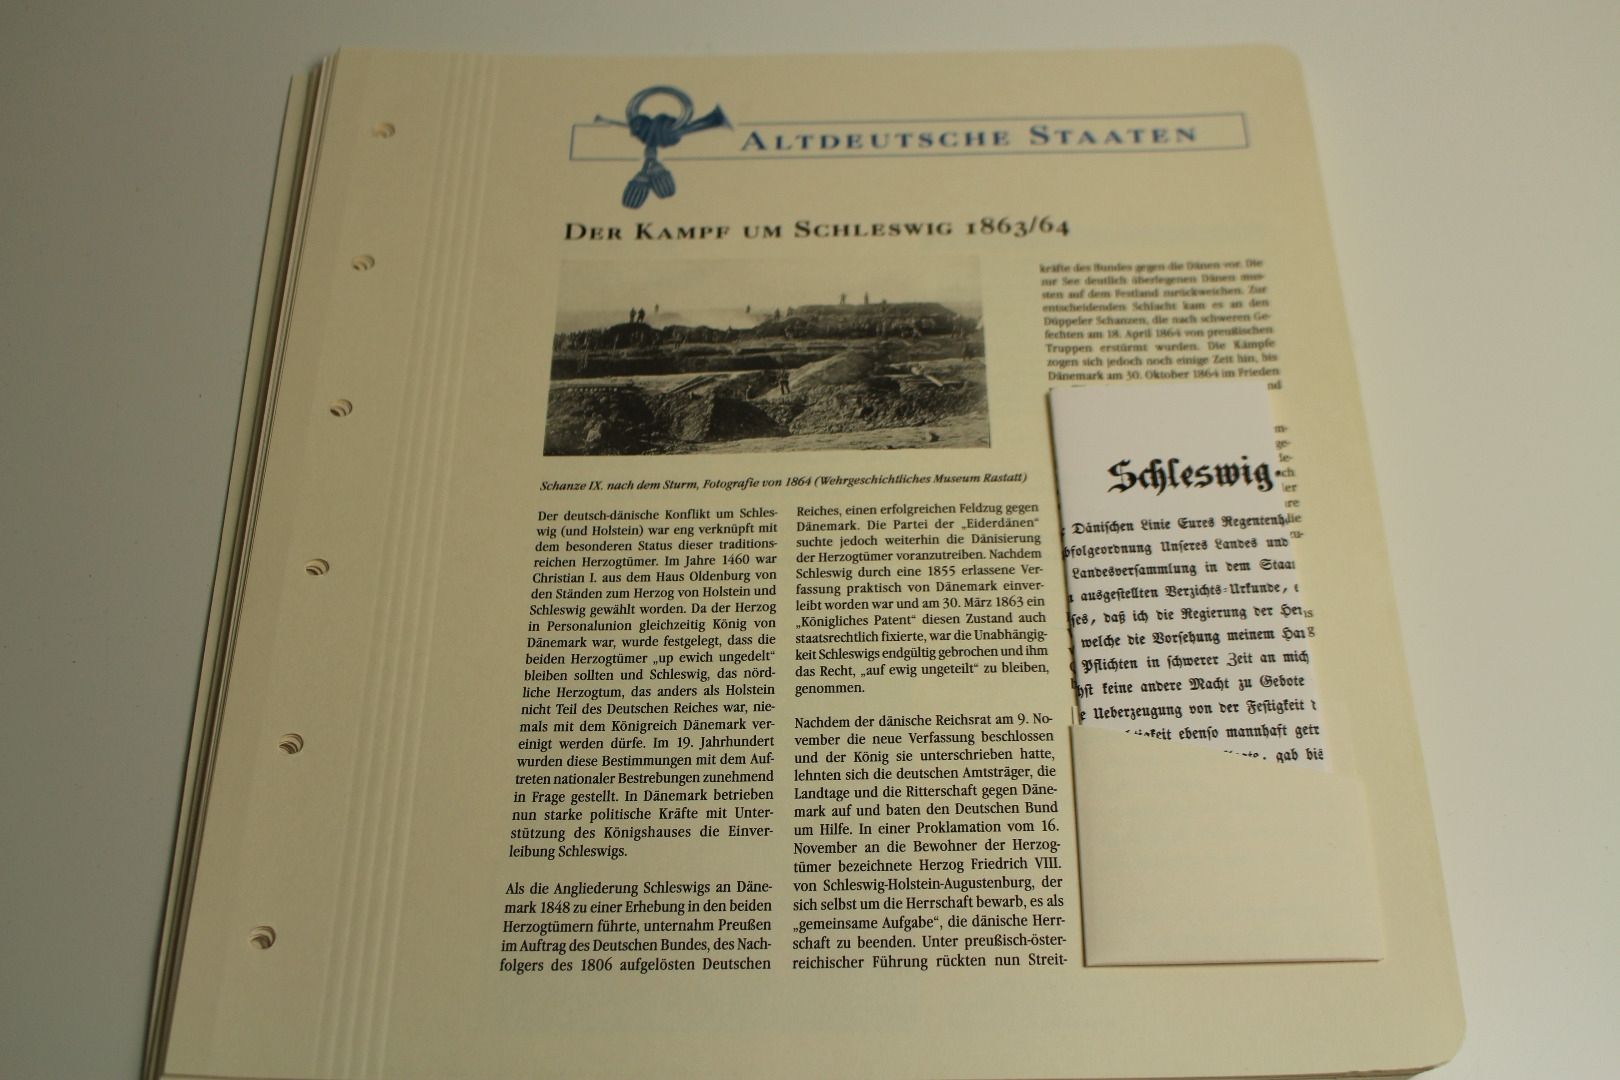 ALTDEUTSCHE STAATEN
DER KAMPF UM SCHLESWIG 1863/64
Schanze IX. nach dem Sturm, Fotografie von 1864 (Wehrgeschichtliches Museum Rastatt)
Der deutsch-dänische Konflikt um Schles-
wig (und Holstein) war eng verknüpft mit
dem besonderen Status dieser traditions-
reichen Herzogtümer. Im Jahre 1460 war
Christian I. aus dem Haus Oldenburg von
den Ständen zum Herzog von Holstein und
Schleswig gewählt worden. Da der Herzog
in Personalunion gleichzeitig König von
Dänemark war, wurde festgelegt, dass die
beiden Herzogtümer „up ewich ungedelt“
bleiben sollten und Schleswig, das nörd-
liche Herzogtum, das anders als Holstein
nicht Teil des Deutschen Reiches war, nie-
mals mit dem Königreich Dänemark ver-
einigt werden dürfe. Im 19. Jahrhundert
wurden diese Bestimmungen mit dem Auf-
treten nationaler Bestrebungen zunehmend
in Frage gestellt. In Dänemark betrieben
nun starke politische Kräfte mit Unter-
stützung des Königshauses die Einver-
leibung Schleswigs.
Als die Angliederung Schleswigs an Däne-
mark 1848 zu einer Erhebung in den beiden
Herzogtümern führte, unternahm Preußen
im Auftrag des Deutschen Bundes, des Nach-
folgers des 1806 aufgelösten Deutschen
Reiches, einen erfolgreichen Feldzug gegen
Dänemark. Die Partei der „Eiderdänen“
suchte jedoch weiterhin die Dänisierung
der Herzogtümer voranzutreiben. Nachdem
Schleswig durch eine 1855 erlassene Ver-
fassung praktisch von Dänemark einver-
leibt worden war und am 30. März 1863 ein
„Königliches Patent“ diesen Zustand auch
staatsrechtlich fixierte, war die Unabhängig-
keit Schleswigs endgültig gebrochen und ihm
das Recht, „auf ewig ungeteilt“ zu bleiben,
genommen.
Nachdem der dänische Reichsrat am 9. No-
vember die neue Verfassung beschlossen
und der König sie unterschrieben hatte,
lehnten sich die deutschen Amtsträger, die
Landtage und die Ritterschaft gegen Däne-
mark auf und baten den Deutschen Bund
um Hilfe. In einer Proklamation vom 16.
November an die Bewohner der Herzog-
tümer bezeichnete Herzog Friedrich VIII.
von Schleswig-Holstein-Augustenburg, der
sich selbst um die Herrschaft bewarb, es als
„gemeinsame Aufgabe“, die dänische Herr-
schaft zu beenden. Unter preußisch-öster-
reichischer Führung rückten nun Streit-
kräfte des Bundes gegen die Dänen vor. Die
zur See deutlich überlegenen Dänen mus-
sten auf dem Festland zurückweichen. Zur
entscheidenden Schlacht kam es an den
Düppeler Schanzen, die nach schweren Ge-
fechten am 18. April 1864 von preußischen
Truppen erstürmt wurden. Die Kämpfe
zogen sich jedoch noch einige Zeit hin, bis
Dänemark am 30. Oktober 1864 im Frieden
Schleswig-
Dänischen Linie Eures Regentenh
Unseres Landes und
Landesversammlung in dem Staa
ausgestellten Verzichts-Urkunde,
daß ich die Regierung der
welche die Vorsehung meinem
Pflichten in schwerer Zeit an mich
keine andere Macht zu Gebote
Ueberzeugung von der Festigkeit
ebenso mannhaft
gab